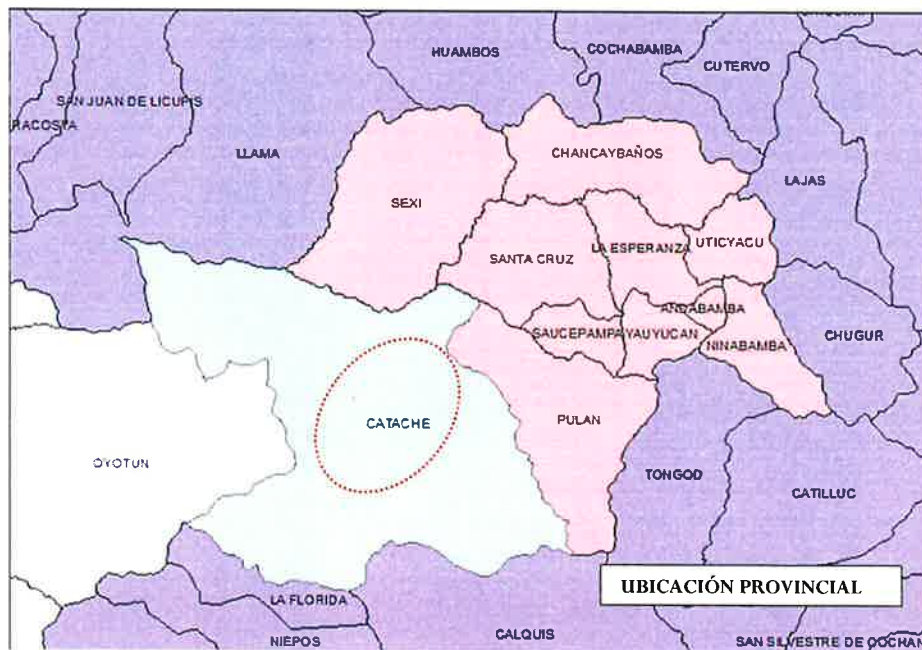 HUAMBOS
COCHABAMBA
CUTERVO
SAN JUAN DE LICUPIS
RACOSTA
LLAMA
CHANCAYBAÑOS
LAJAS
SEXI
UTICYACU
LA ESPERANZA
SANTA CRUZ
ANDABAMBA
SAUCEPAMPA
YAUYUCAN
NINABAMBA
CHUGUR
CATACHE
PULAN
OYOTUN
TONGOD
CATILLUC
UBICACIÓN PROVINCIAL
LA FLORIDA
NIEPOS
CALQUIS
SAN SILVESTRE DE COCHAN